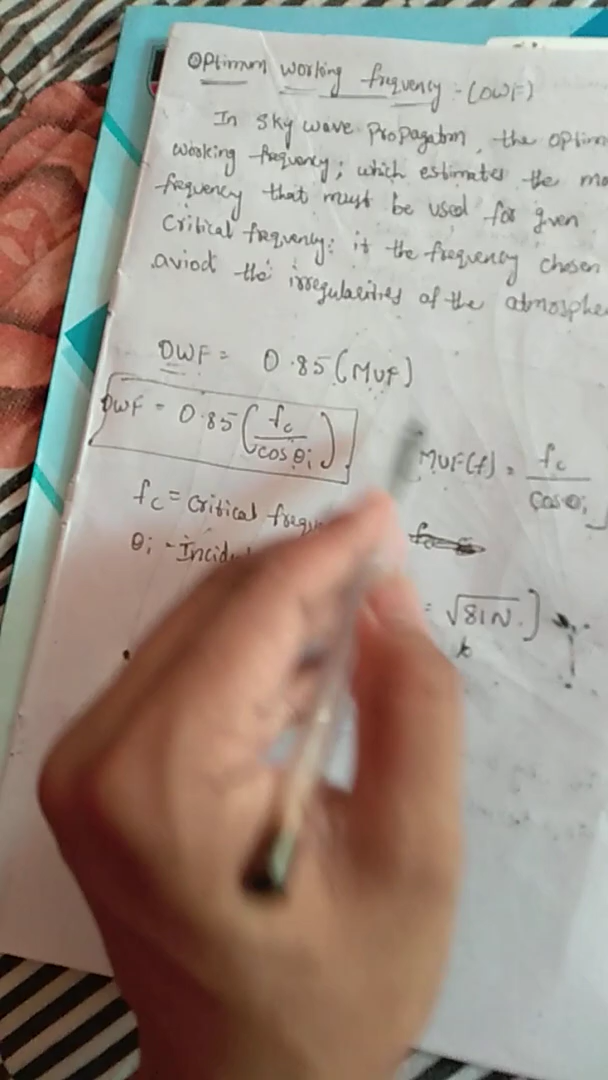 Optimum working frequency :- (OWF)
In sky wave propagation, the optim
working frequency; which estimates the
frequency that must be used for given
critical frequency: if the frequency chosen
aviod the irregularities of the atmosphe
OWF = 0.85 (MUF)
OWF = 0.85 (fc / cos θi)
MUF(f) = fc / cos θi ]
fc = critical frequ
θi - Incid
= √81N ]